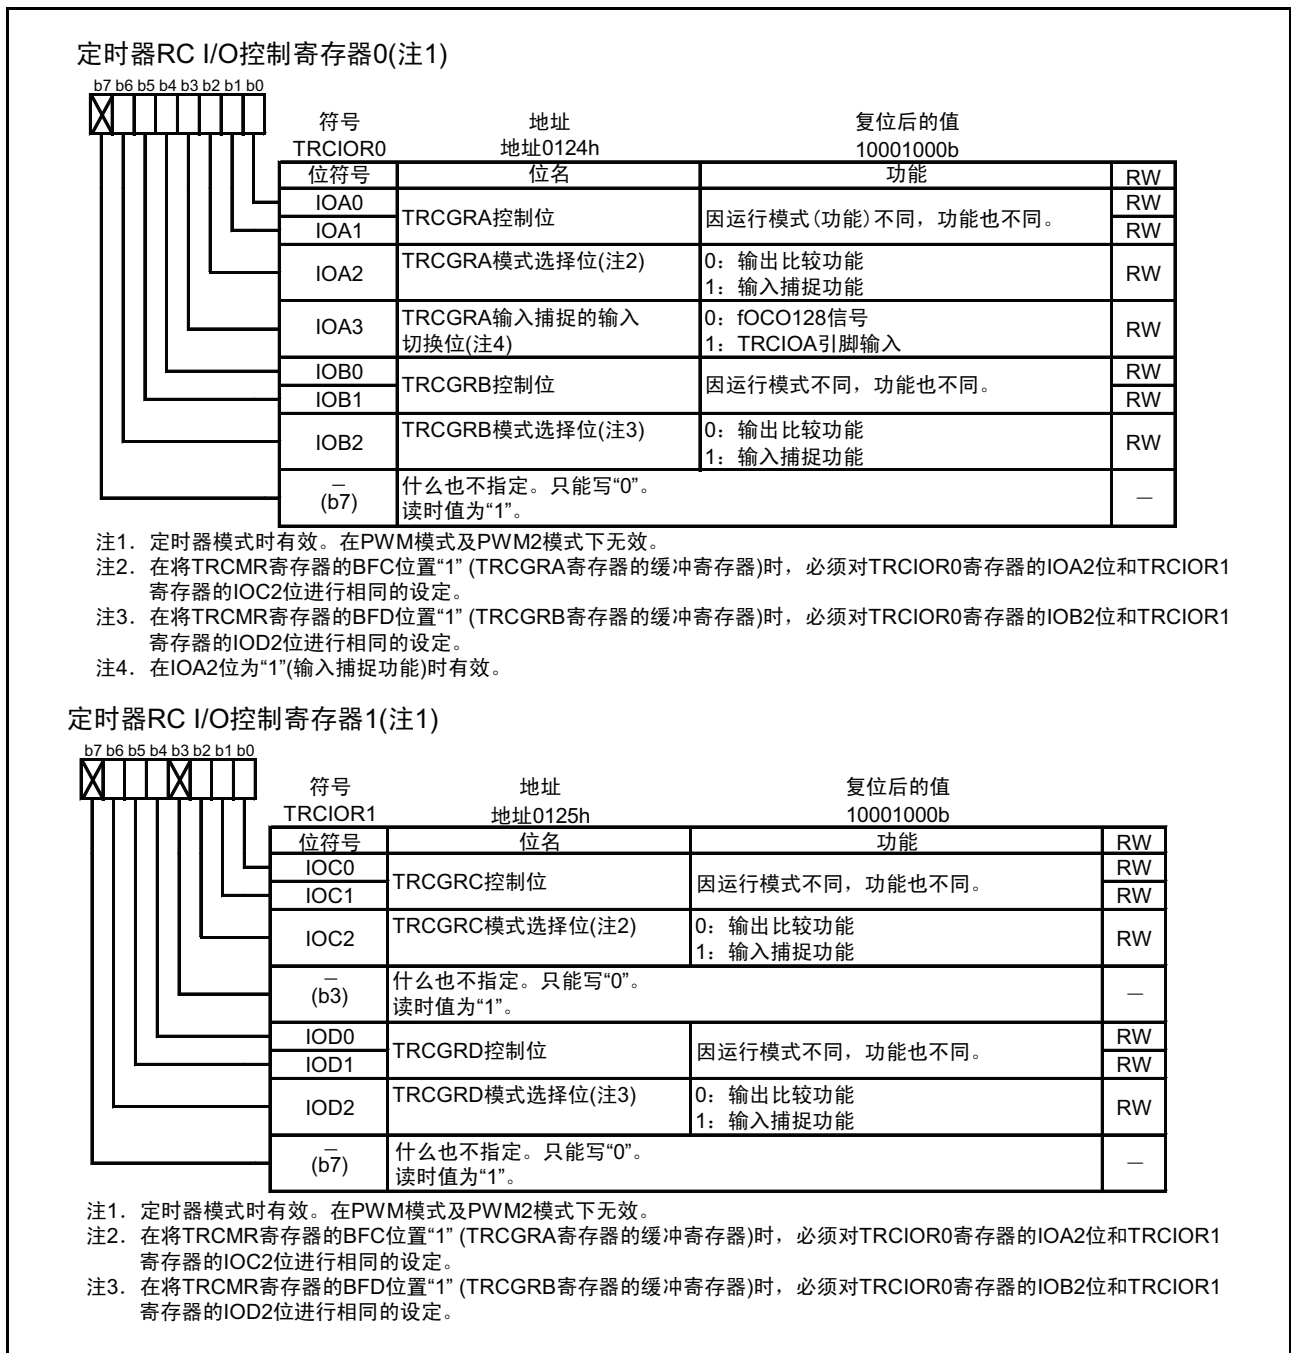 定时器RC I/O控制寄存器0(注1)
b7 b6 b5 b4 b3 b2 b1 b0
符号 地址 复位后的值
TRCIOR0 地址0124h 10001000b
位符号 位名 功能 RW
IOA0 RW
TRCGRA控制位 因运行模式(功能)不同，功能也不同。
IOA1 RW
IOA2 TRCGRA模式选择位(注2) 0：输出比较功能 RW
1：输入捕捉功能
IOA3 TRCGRA输入捕捉的输入 0：fOCO128信号 RW
切换位(注4) 1：TRCIOA引脚输入
IOB0 RW
TRCGRB控制位 因运行模式不同，功能也不同。
IOB1 RW
IOB2 TRCGRB模式选择位(注3) 0：输出比较功能 RW
1：输入捕捉功能
— 什么也不指定。只能写“0”。 —
(b7) 读时值为“1”。
注1. 定时器模式时有效。在PWM模式及PWM2模式下无效。
注2. 在将TRCMR寄存器的BFC位置“1” (TRCGRA寄存器的缓冲寄存器)时，必须对TRCIOR0寄存器的IOA2位和TRCIOR1
寄存器的IOC2位进行相同的设定。
注3. 在将TRCMR寄存器的BFD位置“1” (TRCGRB寄存器的缓冲寄存器)时，必须对TRCIOR0寄存器的IOB2位和TRCIOR1
寄存器的IOD2位进行相同的设定。
注4. 在IOA2位为“1”(输入捕捉功能)时有效。
定时器RC I/O控制寄存器1(注1)
b7 b6 b5 b4 b3 b2 b1 b0
符号 地址 复位后的值
TRCIOR1 地址0125h 10001000b
位符号 位名 功能 RW
IOC0 RW
TRCGRC控制位 因运行模式不同，功能也不同。
IOC1 RW
IOC2 TRCGRC模式选择位(注2) 0：输出比较功能 RW
1：输入捕捉功能
— 什么也不指定。只能写“0”。 —
(b3) 读时值为“1”。
IOD0 RW
TRCGRD控制位 因运行模式不同，功能也不同。
IOD1 RW
IOD2 TRCGRD模式选择位(注3) 0：输出比较功能 RW
1：输入捕捉功能
— 什么也不指定。只能写“0”。 —
(b7) 读时值为“1”。
注1. 定时器模式时有效。在PWM模式及PWM2模式下无效。
注2. 在将TRCMR寄存器的BFC位置“1” (TRCGRA寄存器的缓冲寄存器)时，必须对TRCIOR0寄存器的IOA2位和TRCIOR1
寄存器的IOC2位进行相同的设定。
注3. 在将TRCMR寄存器的BFD位置“1” (TRCGRB寄存器的缓冲寄存器)时，必须对TRCIOR0寄存器的IOB2位和TRCIOR1
寄存器的IOD2位进行相同的设定。